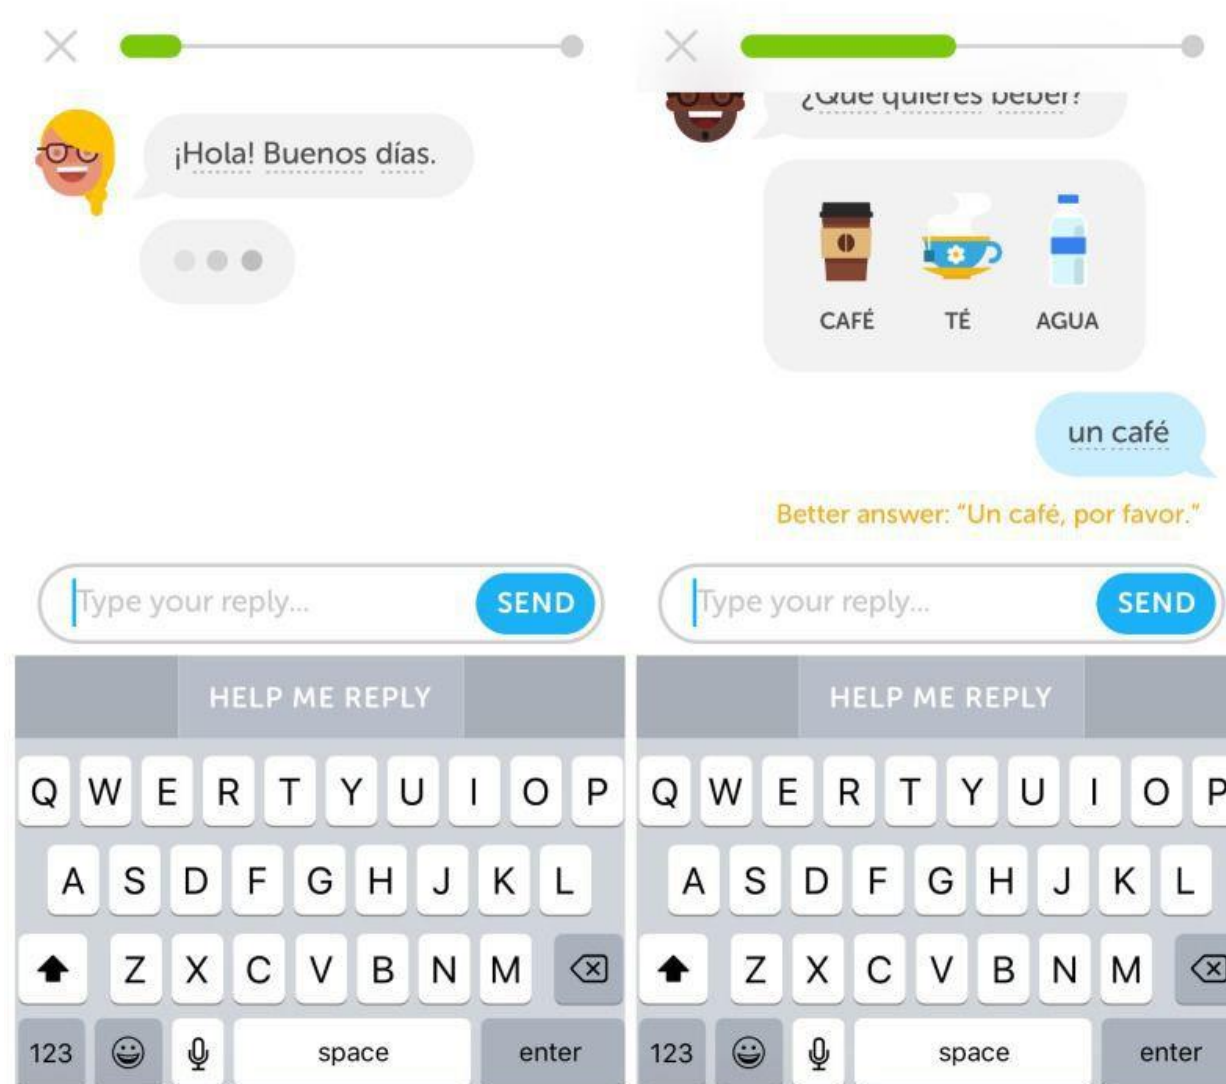 ¡Hola! Buenos días.
Type your reply...
SEND
HELP ME REPLY
Q W E R T Y U I O P
A S D F G H J K L
Z X C V B N M
123 space enter
¿Qué quieres beber?
CAFÉ TÉ AGUA
un café
Better answer: “Un café, por favor.”
Type your reply...
SEND
HELP ME REPLY
Q W E R T Y U I O P
A S D F G H J K L
Z X C V B N M
123 space enter